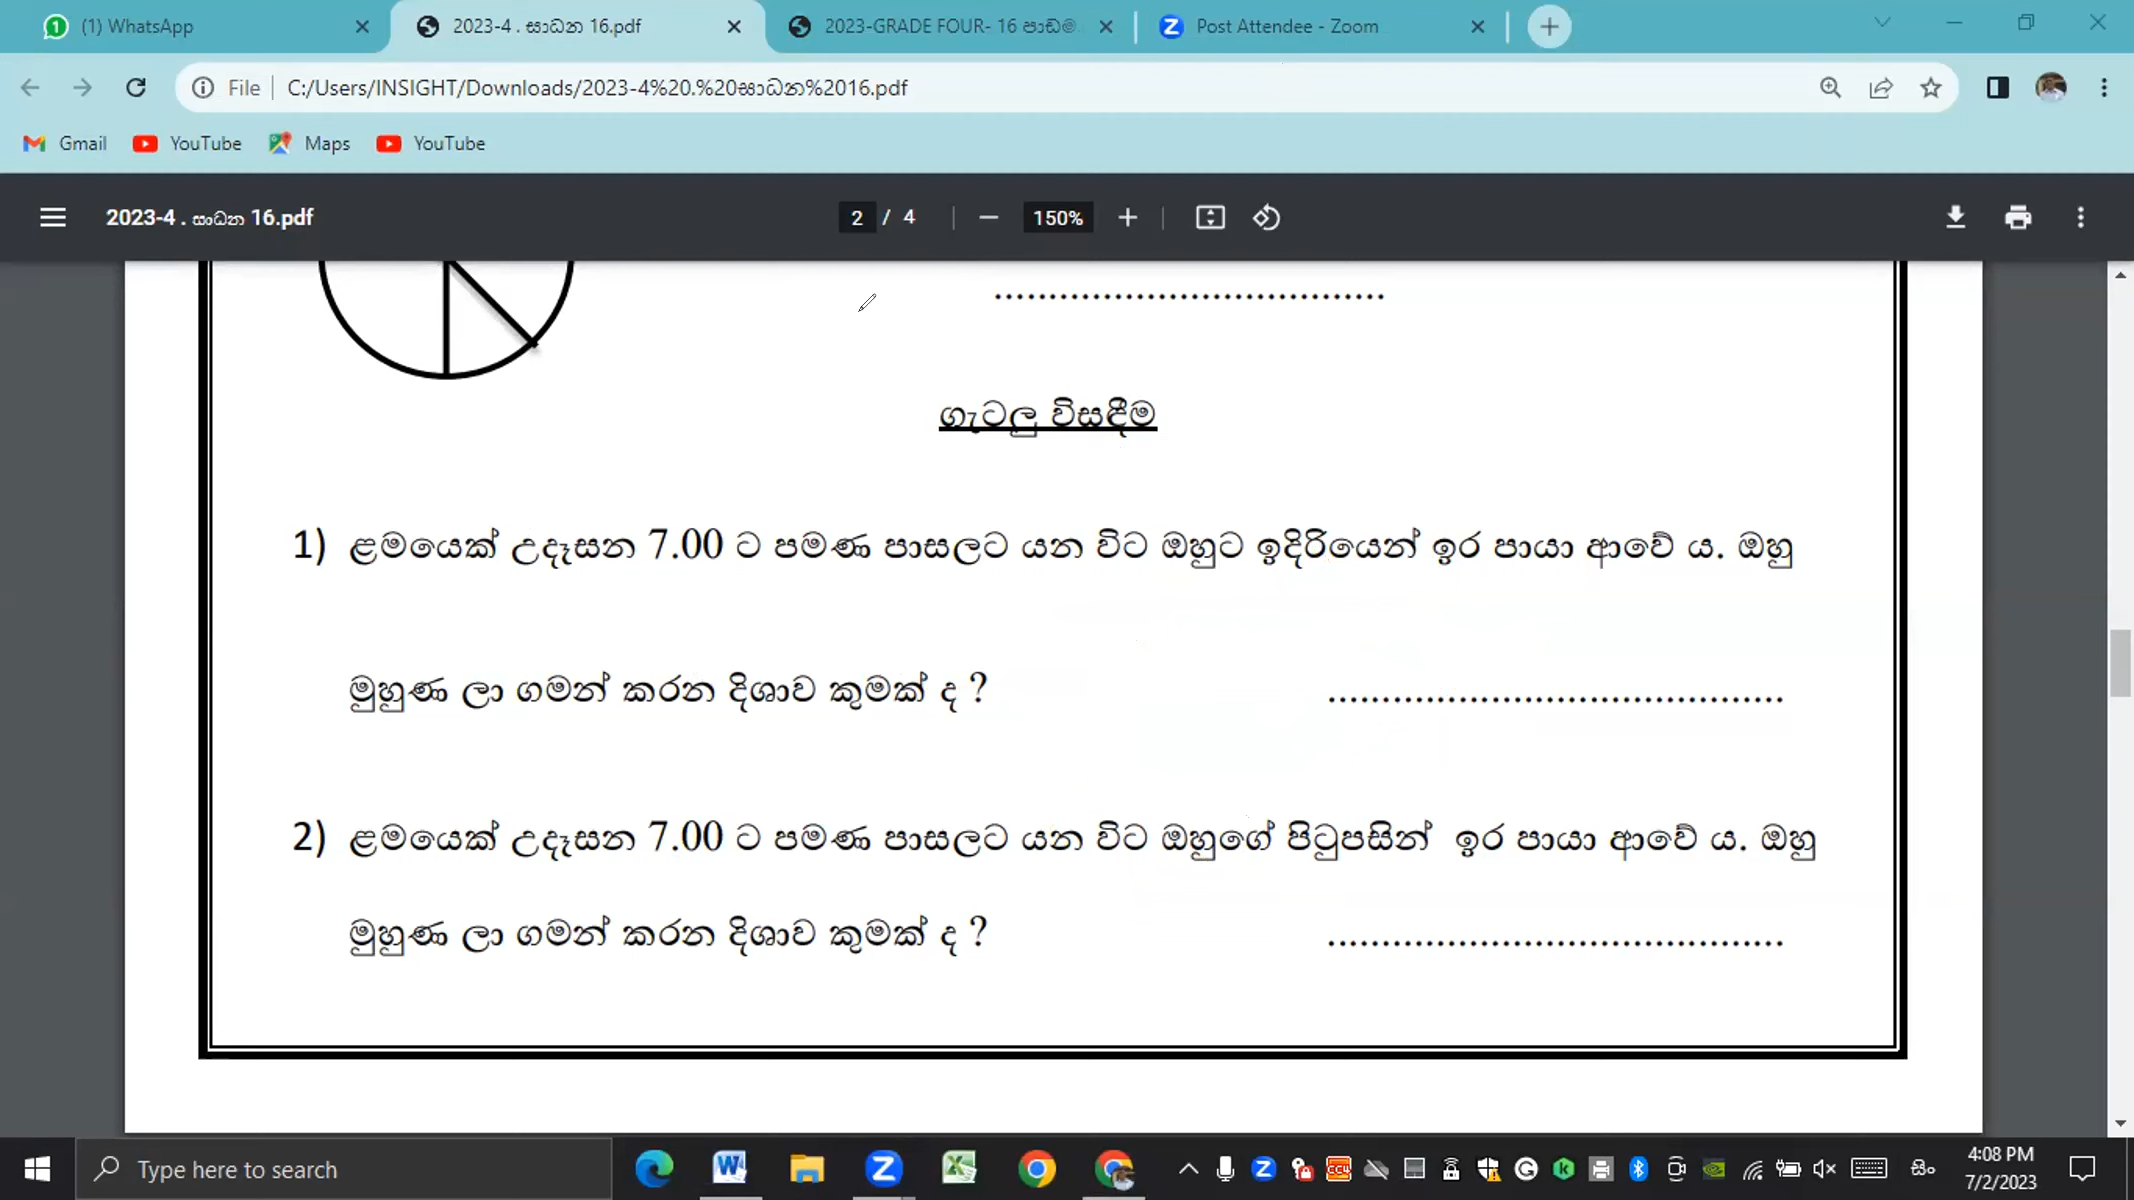 (1) WhatsApp
2023-4 . සාධන 16.pdf
2023-GRADE FOUR- 16 පාඩම
Post Attendee - Zoom
File
C:/Users/INSIGHT/Downloads/2023-4%20.%20සාධන%2016.pdf
Gmail
YouTube
Maps
YouTube
2023-4 . සංධන 16.pdf
2 / 4
150%
....................................
ගැටලු විසඳීම
1) ළමයෙක් උදෑසන 7.00 ට පමණ පාසලට යන විට ඔහුට ඉදිරියෙන් ඉර පායා ආවේ ය. ඔහු
මුහුණ ලා ගමන් කරන දිශාව කුමක් ද ? ..........................................
2) ළමයෙක් උදෑසන 7.00 ට පමණ පාසලට යන විට ඔහුගේ පිටුපසින් ඉර පායා ආවේ ය. ඔහු
මුහුණ ලා ගමන් කරන දිශාව කුමක් ද ? ..........................................
Type here to search
4:08 PM
7/2/2023